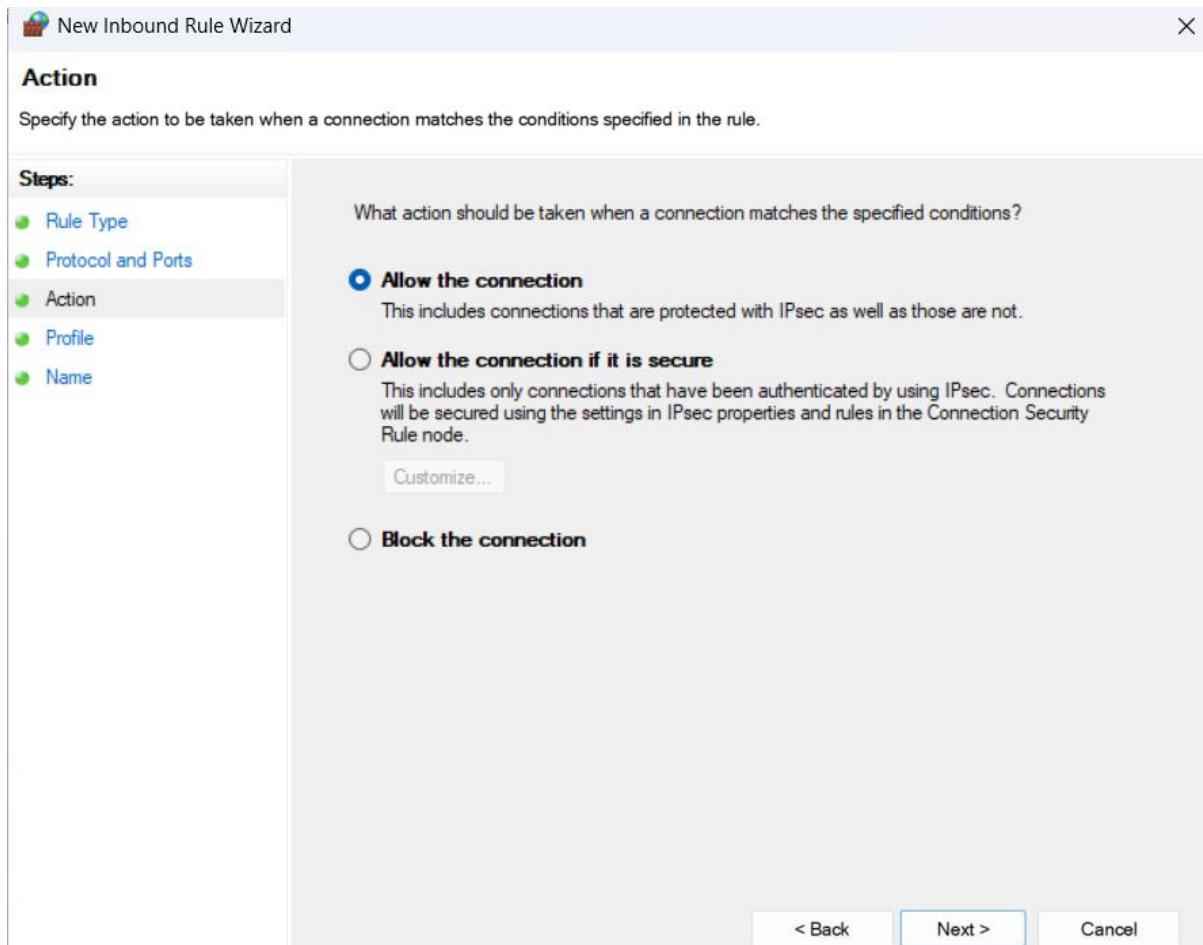 New Inbound Rule Wizard
Action
Specify the action to be taken when a connection matches the conditions specified in the rule.
Steps:
Rule Type
Protocol and Ports
Action
Profile
Name
What action should be taken when a connection matches the specified conditions?
Allow the connection
This includes connections that are protected with IPsec as well as those are not.
Allow the connection if it is secure
This includes only connections that have been authenticated by using IPsec. Connections
will be secured using the settings in IPsec properties and rules in the Connection Security
Rule node.
Customize...
Block the connection
< Back
Next >
Cancel